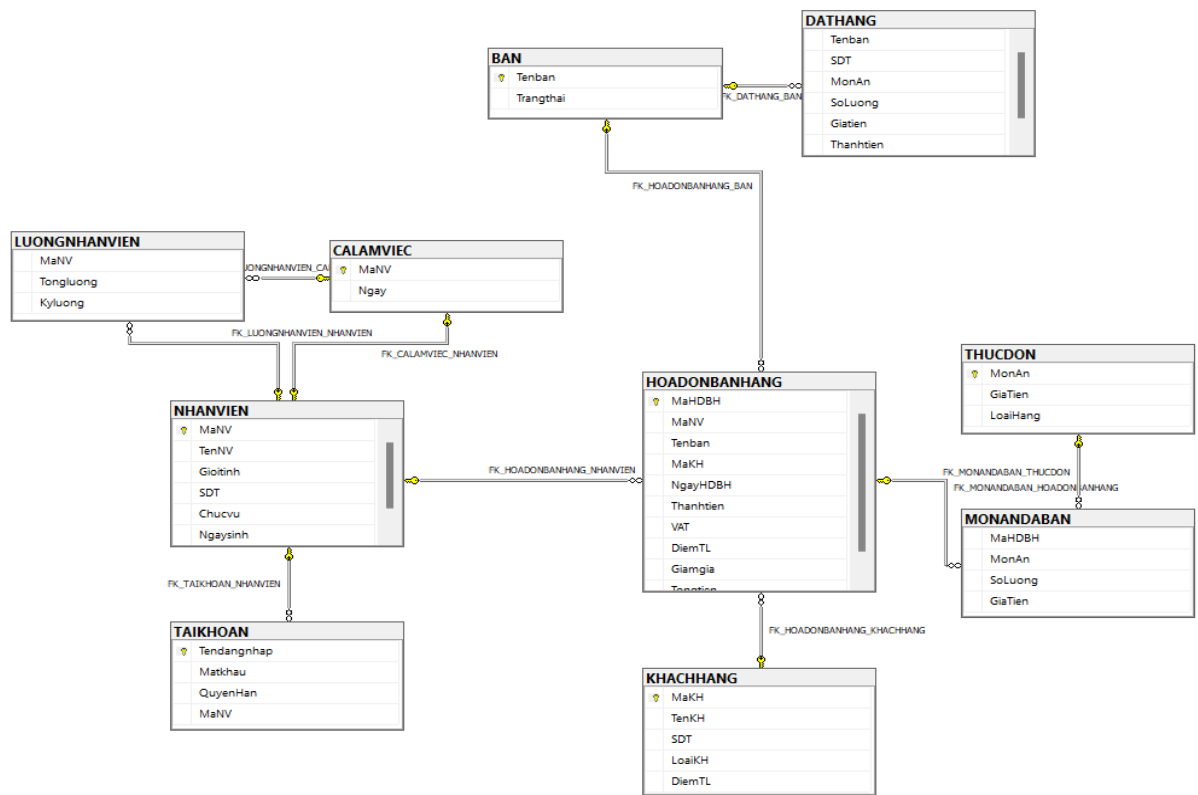 DATHANG
Tenban
SDT
MonAn
SoLuong
Giatien
Thanhtien
BAN
Tenban
Trangthai
FK_DATHANG_BAN
FK_HOADONBANHANG_BAN
LUONGNHANVIEN
MaNV
Tongluong
Kyluong
CALAMVIEC
MaNV
Ngay
FK_LUONGNHANVIEN_NHANVIEN
FK_CALAMVIEC_NHANVIEN
NHANVIEN
MaNV
TenNV
Gioitinh
SDT
Chucvu
Ngaysinh
FK_HOADONBANHANG_NHANVIEN
HOADONBANHANG
MaHDBH
MaNV
Tenban
MaKH
NgayHDBH
Thanhtien
VAT
DiemTL
Giamgia
Tongtien
THUCDON
MonAn
GiaTien
LoaiHang
FK_MONANDABAN_THUCDON
FK_MONANDABAN_HOADONBANHANG
MONANDABAN
MaHDBH
MonAn
SoLuong
GiaTien
FK_TAIKHOAN_NHANVIEN
TAIKHOAN
Tendangnhap
Matkhau
QuyenHan
MaNV
FK_HOADONBANHANG_KHACHHANG
KHACHHANG
MaKH
TenKH
SDT
LoaiKH
DiemTL